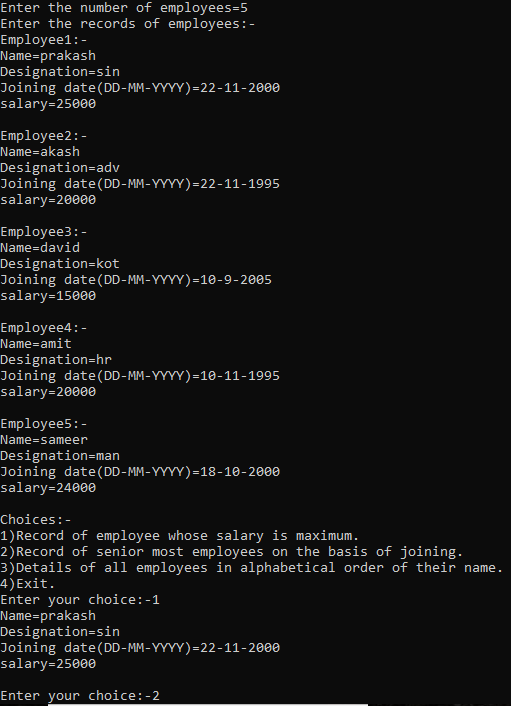 Enter the number of employees=5
Enter the records of employees:-
Employee1:-
Name=prakash
Designation=sin
Joining date(DD-MM-YYYY)=22-11-2000
salary=25000
Employee2:-
Name=akash
Designation=adv
Joining date(DD-MM-YYYY)=22-11-1995
salary=20000
Employee3:-
Name=david
Designation=kot
Joining date(DD-MM-YYYY)=10-9-2005
salary=15000
Employee4:-
Name=amit
Designation=hr
Joining date(DD-MM-YYYY)=10-11-1995
salary=20000
Employee5:-
Name=sameer
Designation=man
Joining date(DD-MM-YYYY)=18-10-2000
salary=24000
Choices:-
1)Record of employee whose salary is maximum.
2)Record of senior most employees on the basis of joining.
3)Details of all employees in alphabetical order of their name.
4)Exit.
Enter your choice:-1
Name=prakash
Designation=sin
Joining date(DD-MM-YYYY)=22-11-2000
salary=25000
Enter your choice:-2